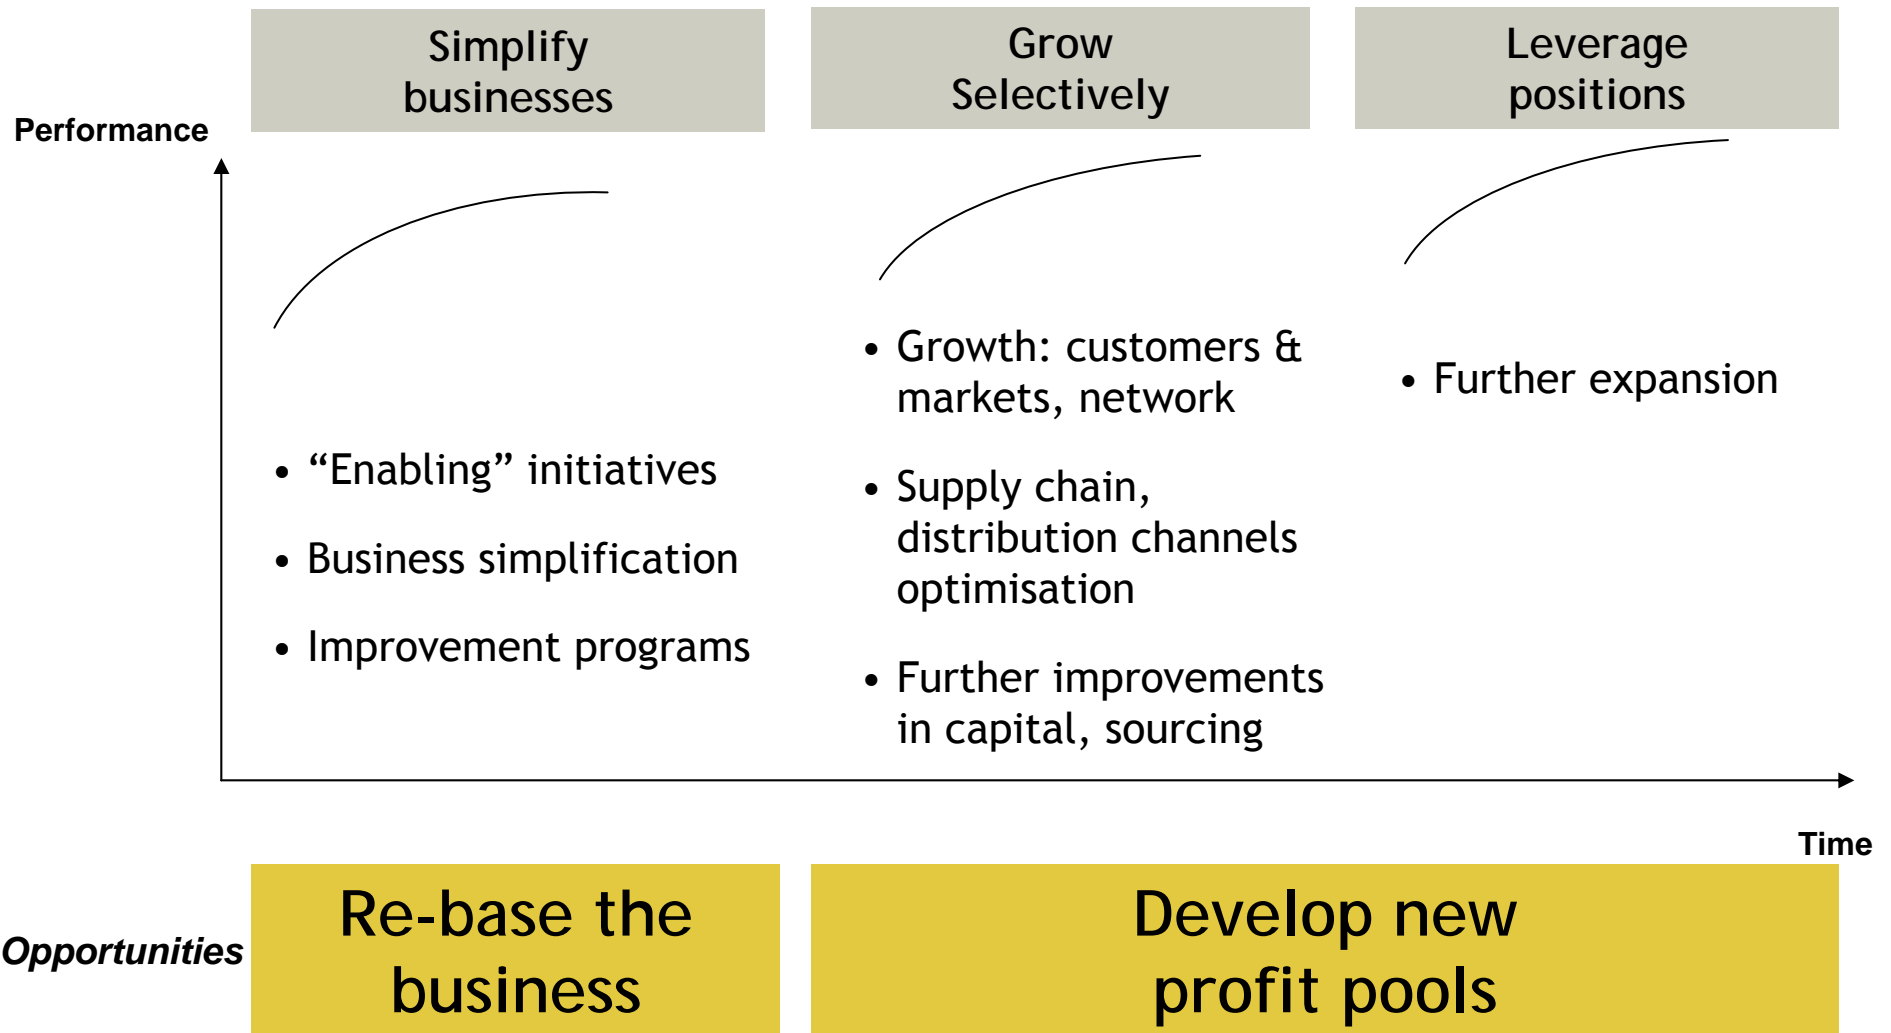 Simplify
businesses
Grow
Selectively
Leverage
positions
Performance
• “Enabling” initiatives
• Business simplification
• Improvement programs
• Growth: customers &
markets, network
• Supply chain,
distribution channels
optimisation
• Further improvements
in capital, sourcing
• Further expansion
Time
Opportunities
Re-base the
business
Develop new
profit pools